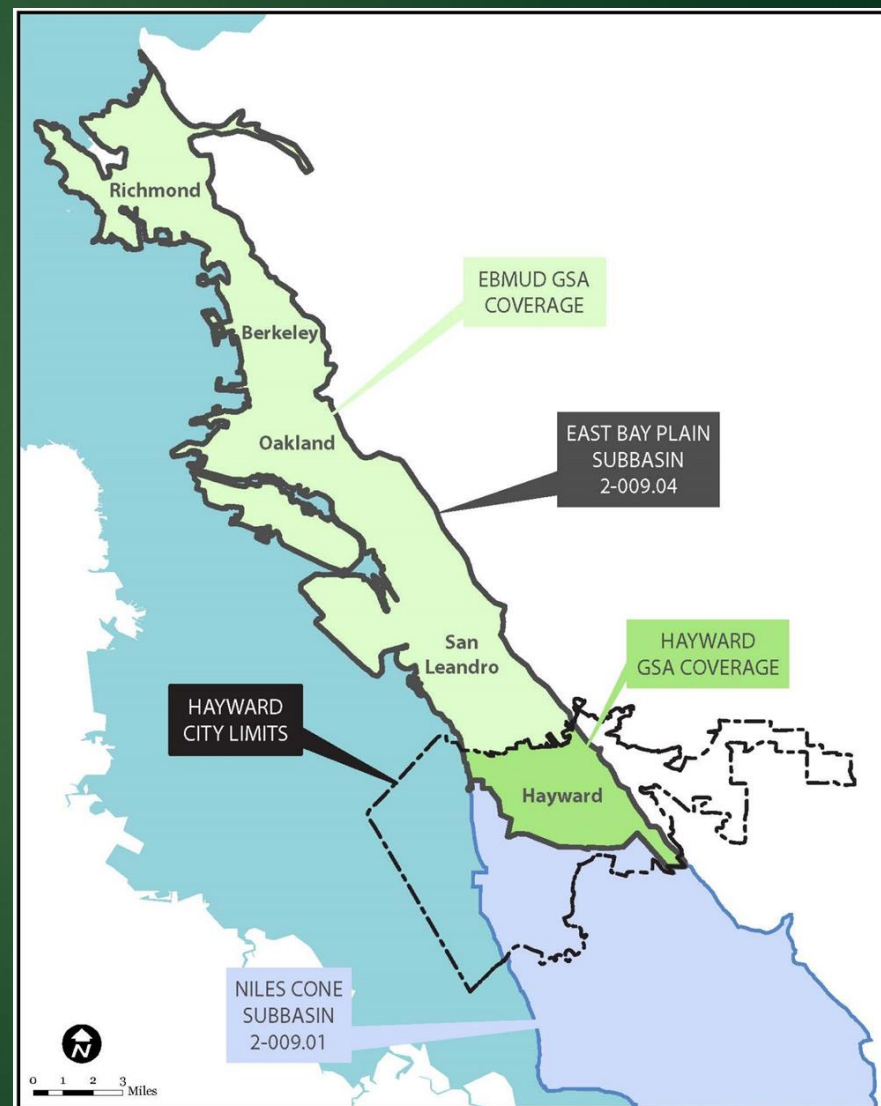 Richmond
EBMUD GSA
COVERAGE
Berkeley
EAST BAY PLAIN
SUBBASIN
2-009.04
Oakland
HAYWARD
GSA COVERAGE
San
Leandro
HAYWARD
CITY LIMITS
Hayward
NILES CONE
SUBBASIN
2-009.01
N
0 1 2 3 Miles